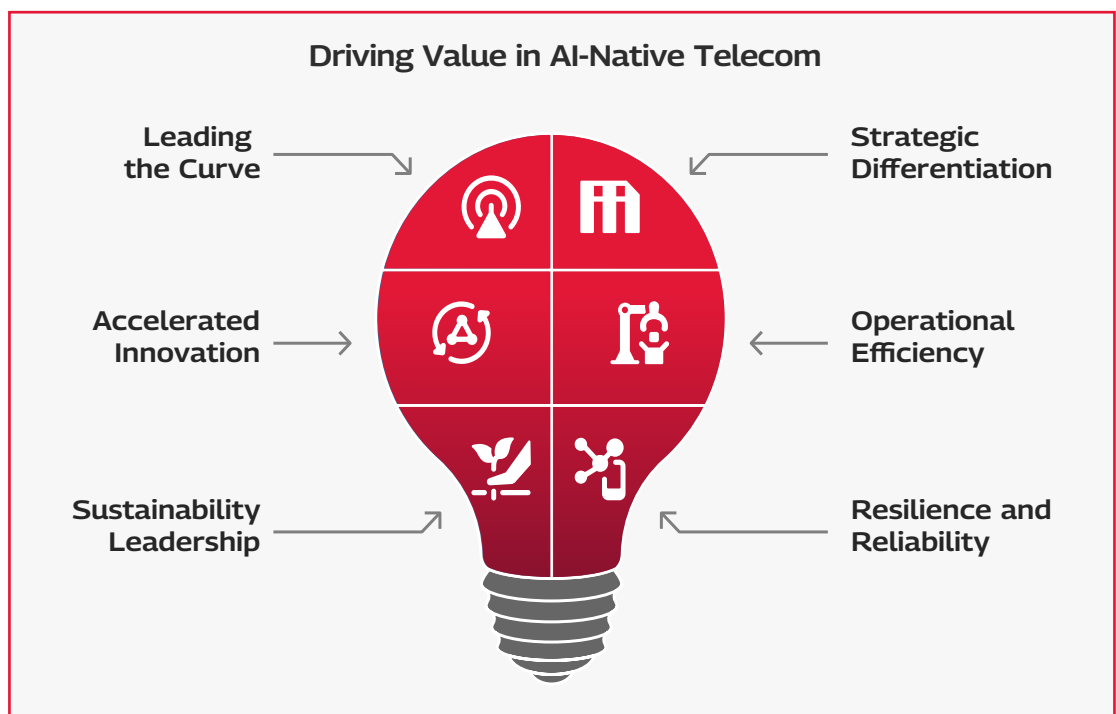 Driving Value in AI-Native Telecom
Leading
the Curve
Strategic
Differentiation
Accelerated
Innovation
Operational
Efficiency
Sustainability
Leadership
Resilience and
Reliability